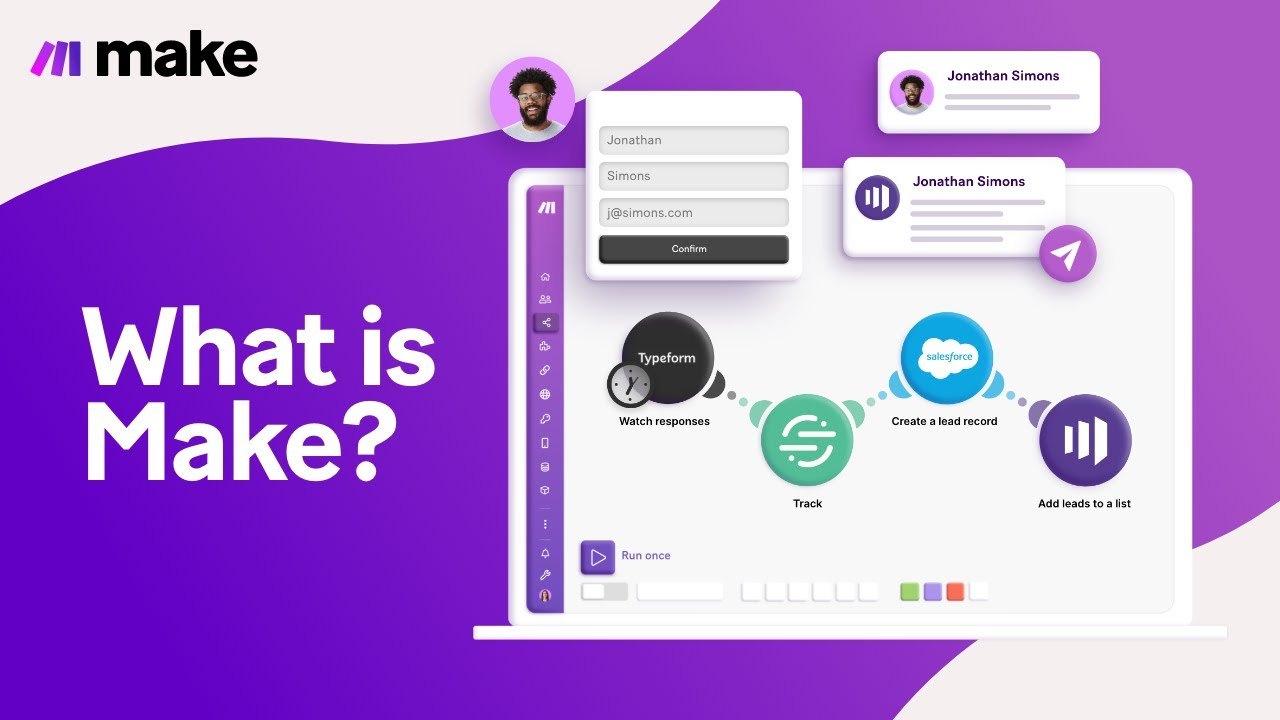 make
What is
Make?
Jonathan
Simons
j@simons.com
Confirm
Jonathan Simons
Jonathan Simons
Typeform
Watch responses
Track
salesforce
Create a lead record
Add leads to a list
Run once